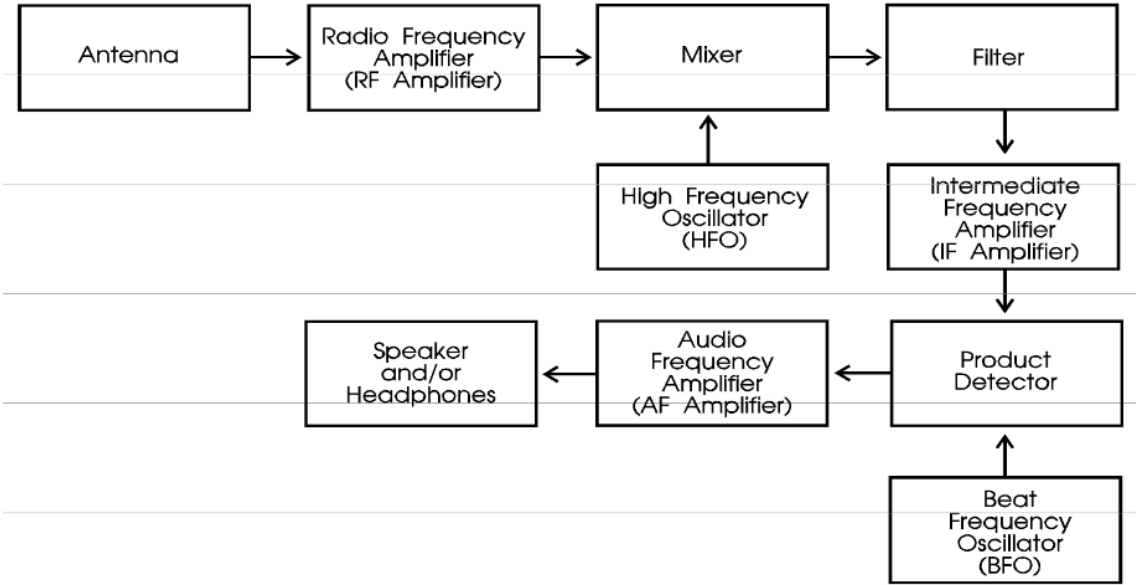 Antenna
Radio Frequency
Amplifier
(RF Amplifier)
Mixer
Filter
High Frequency
Oscillator
(HFO)
Intermediate
Frequency
Amplifier
(IF Amplifier)
Speaker
and/or
Headphones
Audio
Frequency
Amplifier
(AF Amplifier)
Product
Detector
Beat
Frequency
Oscillator
(BFO)